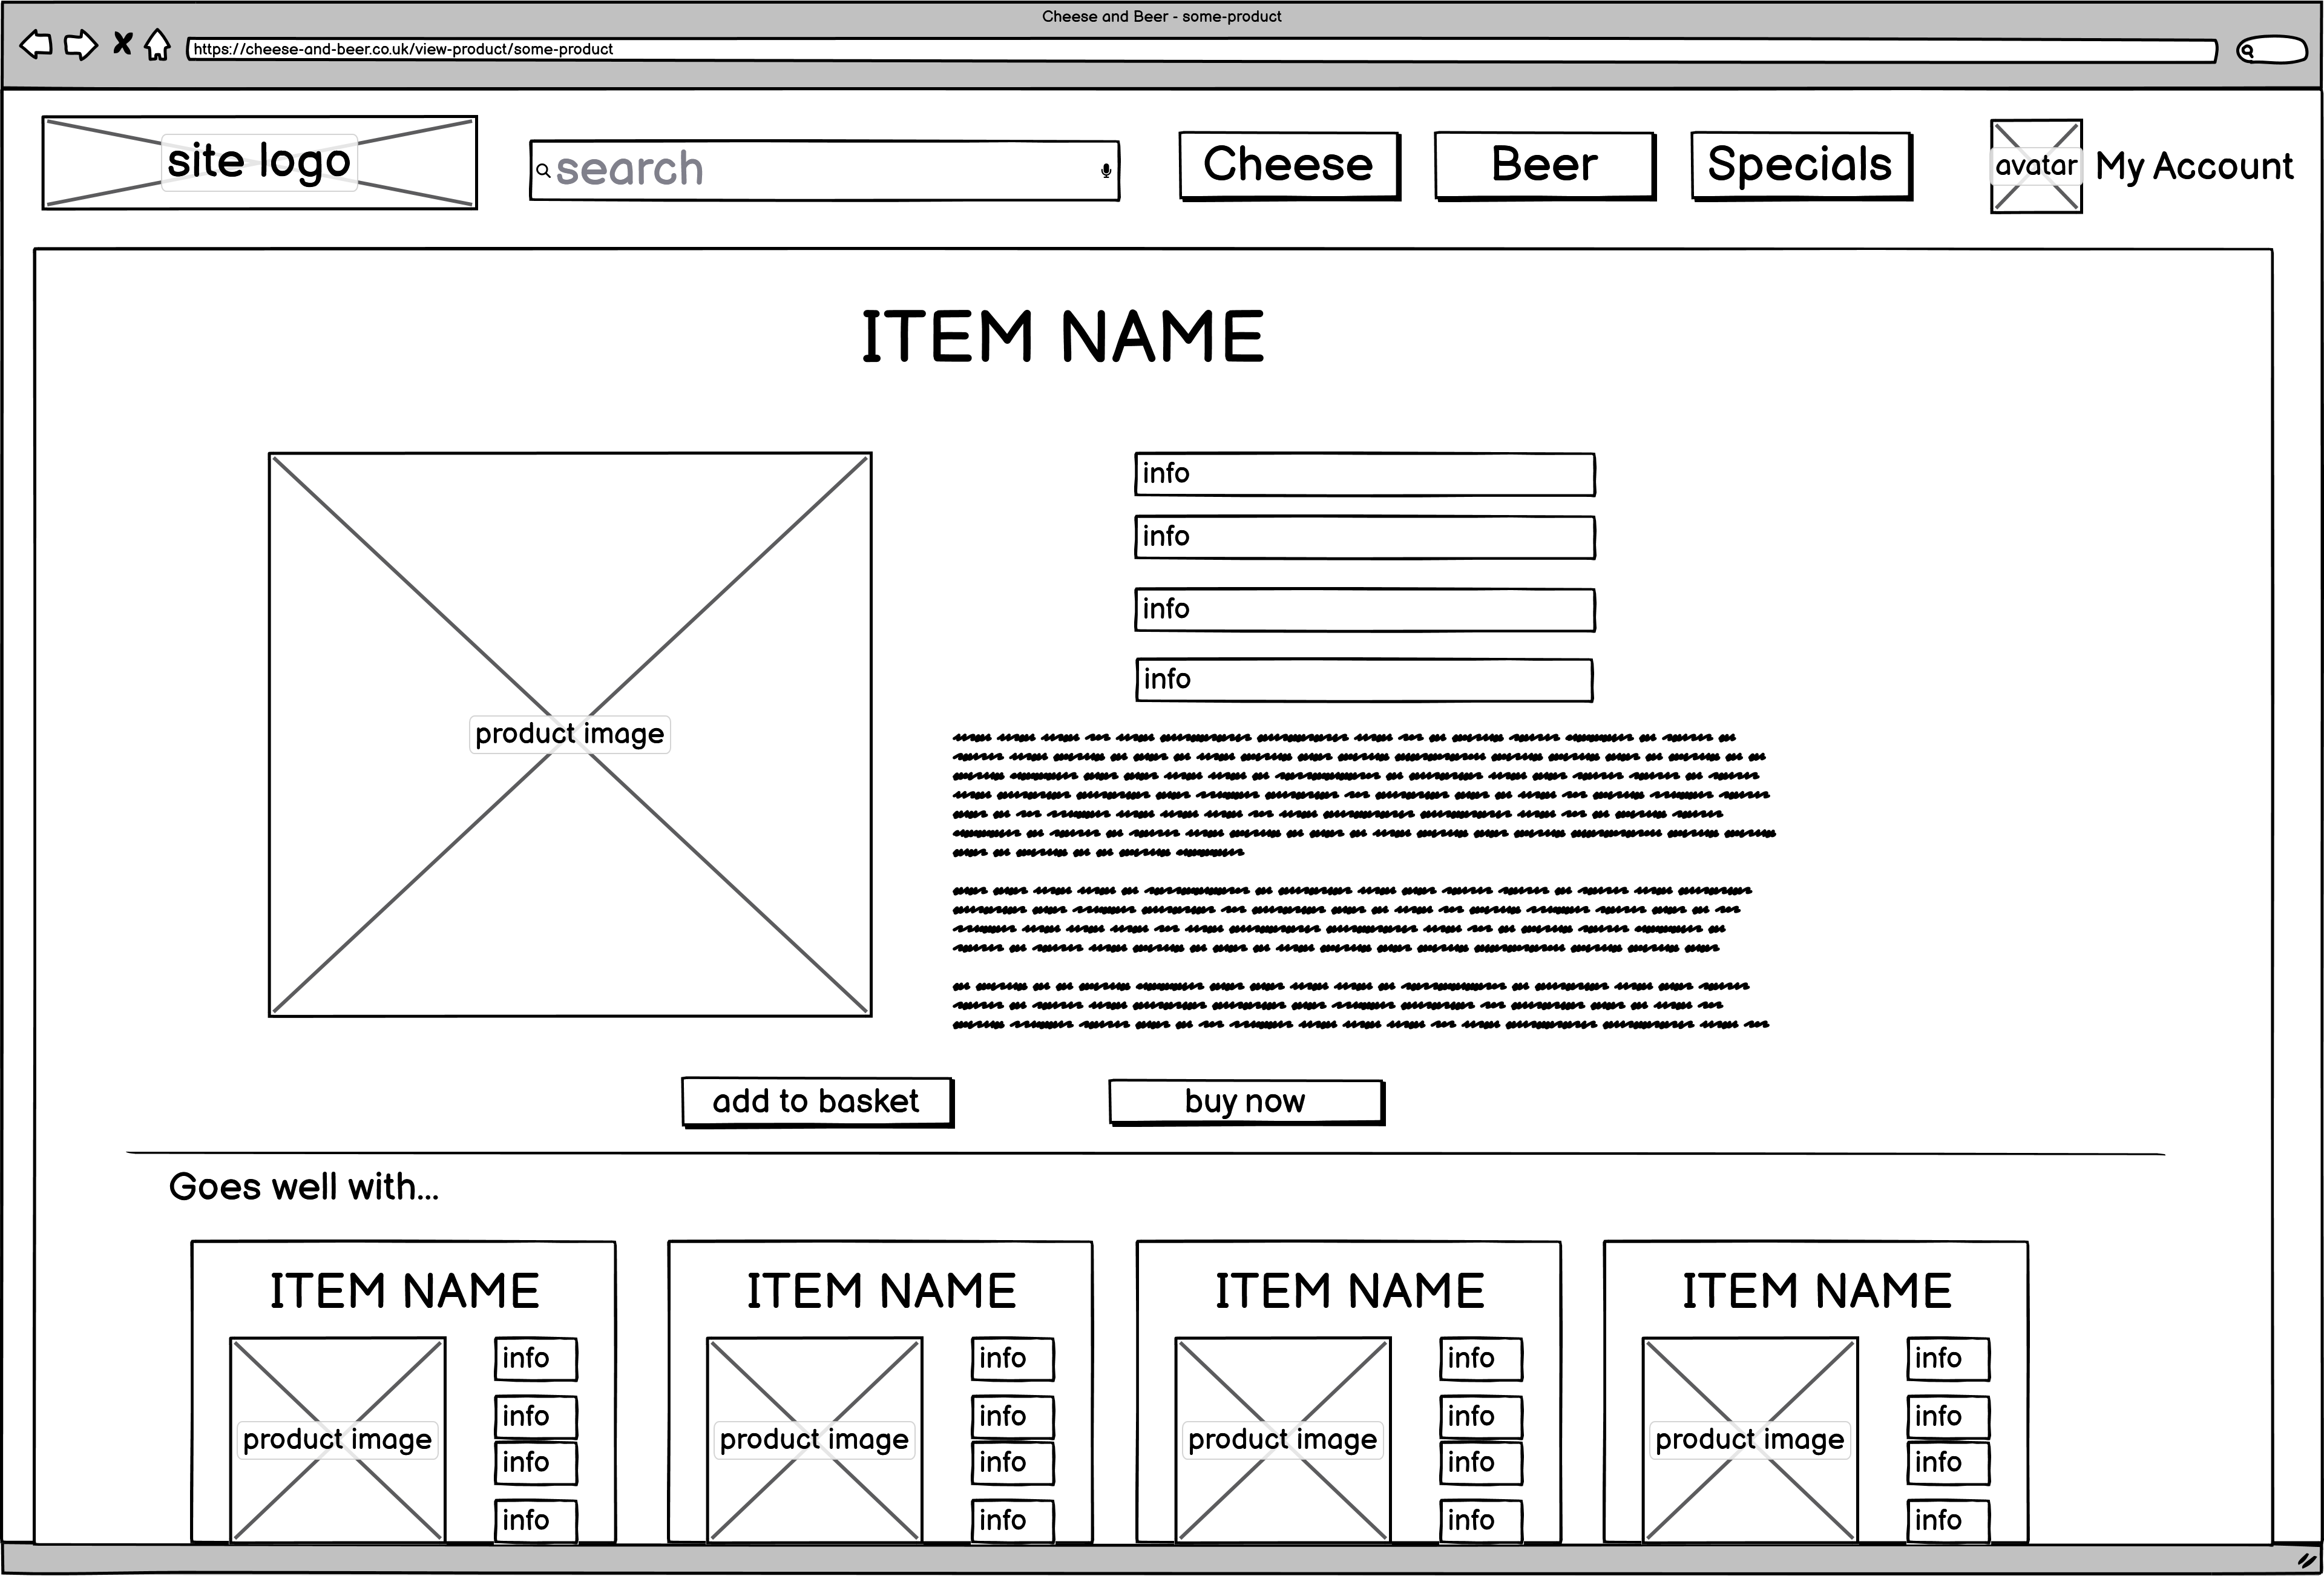 Cheese and Beer - some-product
https://cheese-and-beer.co.uk/view-product/some-product
site logo
search
Cheese
Beer
Specials
avatar
My Account
ITEM NAME
product image
info
info
info
info
add to basket
buy now
Goes well with...
ITEM NAME
product image
info
info
info
info
ITEM NAME
product image
info
info
info
info
ITEM NAME
product image
info
info
info
info
ITEM NAME
product image
info
info
info
info